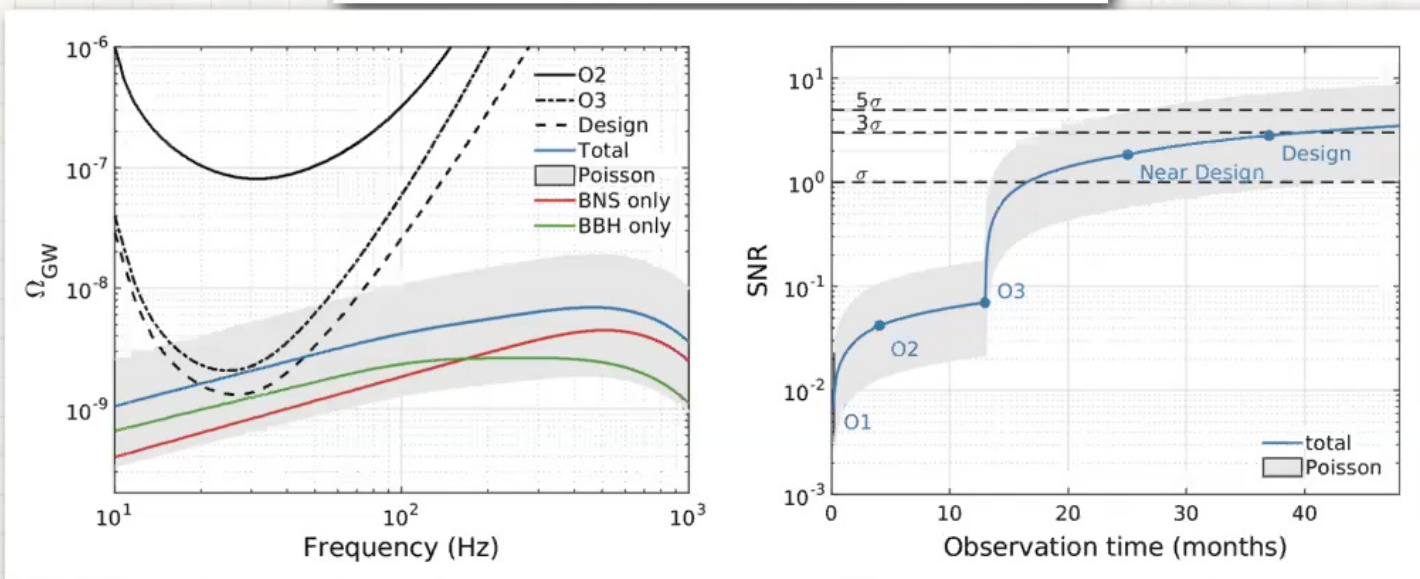 10^-6
10^-7
10^-8
10^-9
Ω_GW
10^1
10^2
10^3
Frequency (Hz)
O2
O3
Design
Total
Poisson
BNS only
BBH only
10^1
10^0
10^-1
10^-2
10^-3
SNR
5σ
3σ
σ
O1
O2
O3
Near Design
Design
total
Poisson
0
10
20
30
40
Observation time (months)